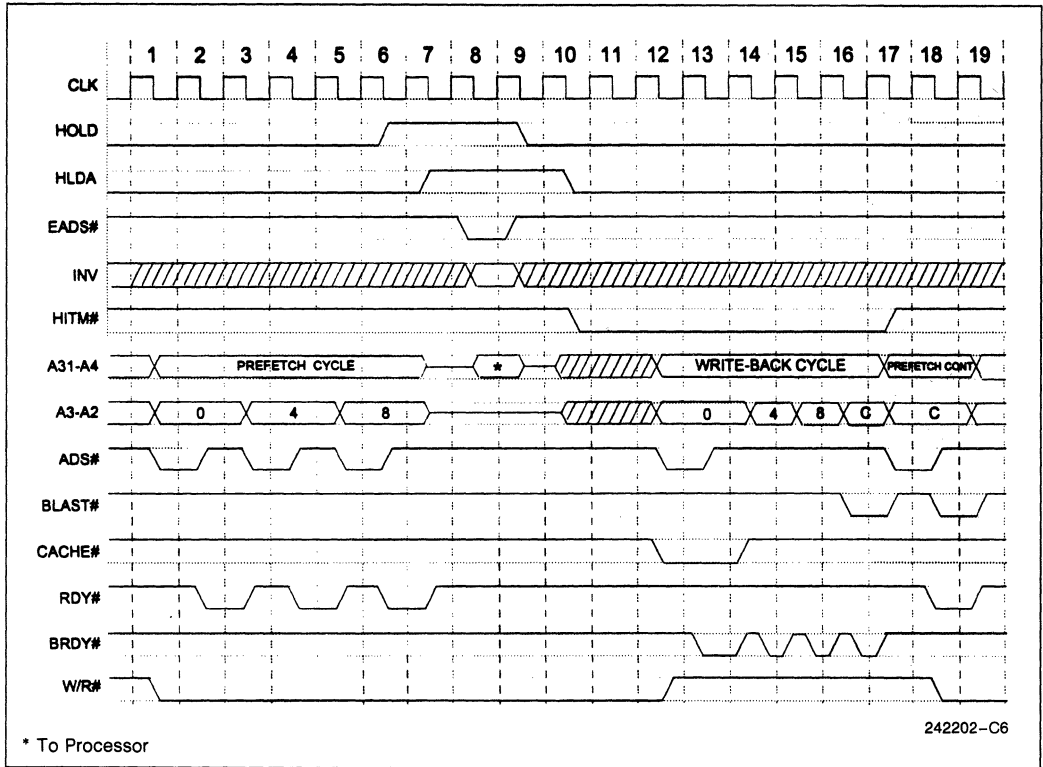 1 2 3 4 5 6 7 8 9 10 11 12 13 14 15 16 17 18 19
CLK
HOLD
HLDA
EADS#
INV
HITM#
A31-A4 PREFETCH CYCLE * WRITE-BACK CYCLE PREFETCH CONT
A3-A2 0 4 8 0 4 8 C C
ADS#
BLAST#
CACHE#
RDY#
BRDY#
W/R#
242202-C6
* To Processor